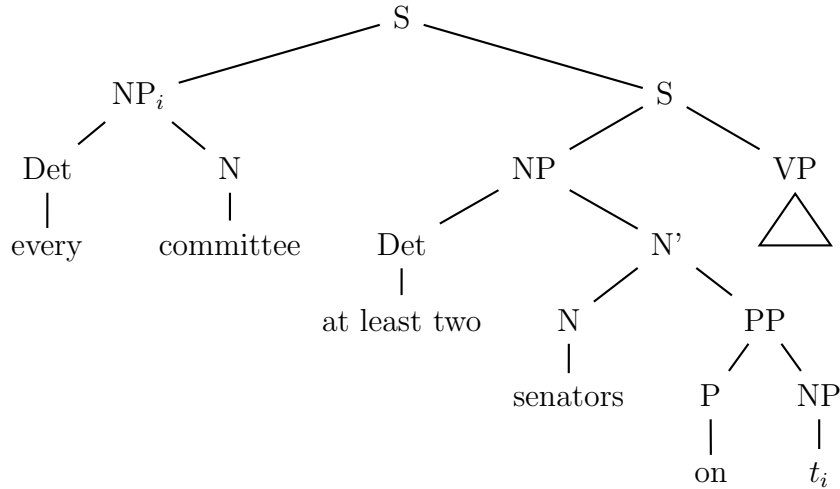 S
NP_i S
Det N NP VP
every committee Det N'
at least two N PP
senators P NP
on t_i